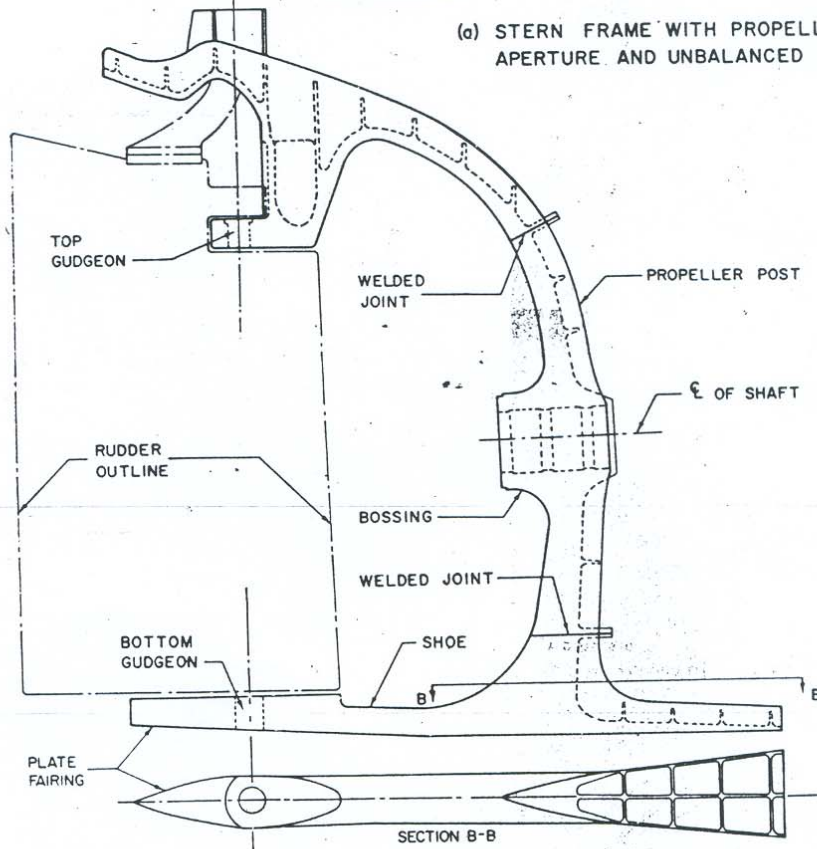 (a) STERN FRAME WITH PROPELL
APERTURE AND UNBALANCED
TOP
GUDGEON
WELDED
JOINT
PROPELLER POST
℄ OF SHAFT
RUDDER
OUTLINE
BOSSING
WELDED JOINT
BOTTOM
GUDGEON
SHOE
B
B
PLATE
FAIRING
SECTION B-B